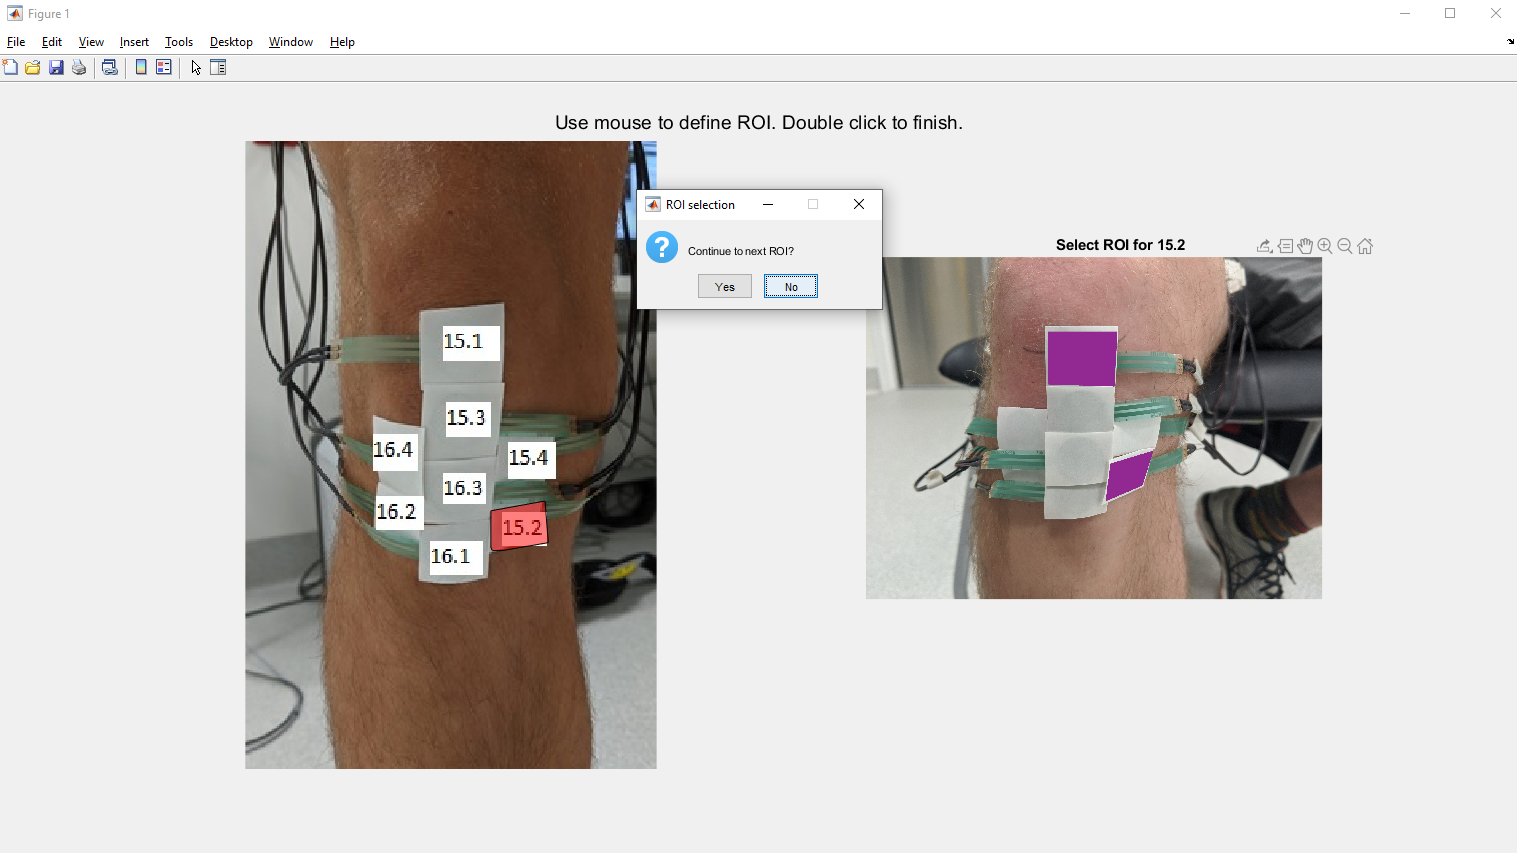 Figure 1
File Edit View Insert Tools Desktop Window Help
Use mouse to define ROI. Double click to finish.
ROI selection
Continue to next ROI?
Yes No
Select ROI for 15.2
15.1
15.3
16.4
15.4
16.3
16.2
15.2
16.1